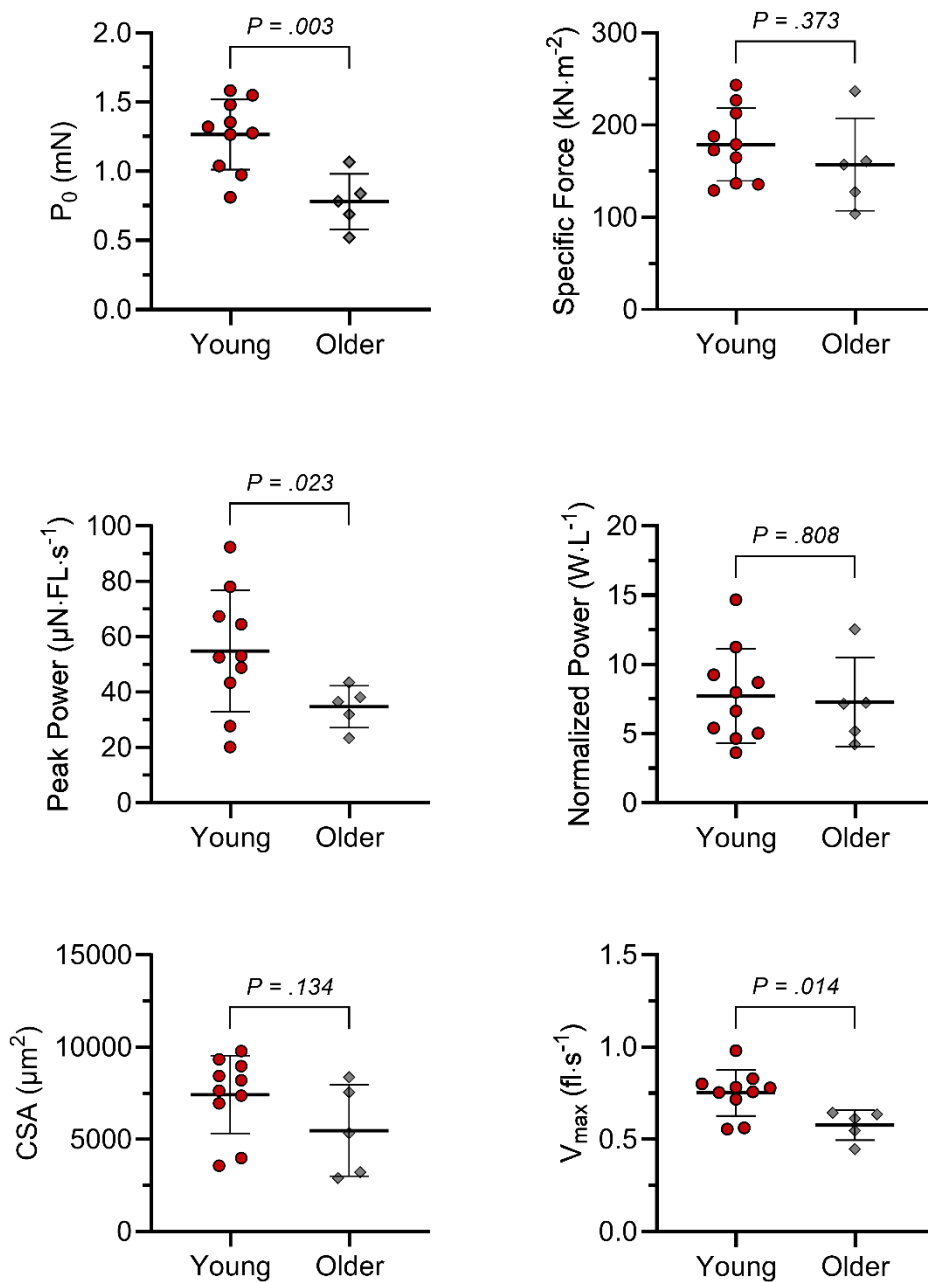 P = .003
P₀ (mN)
2.0
1.5
1.0
0.5
0.0
Young Older
P = .373
Specific Force (kN·m⁻²)
300
200
100
0
Young Older
P = .023
Peak Power (µN·FL·s⁻¹)
100
80
60
40
20
0
Young Older
P = .808
Normalized Power (W·L⁻¹)
20
15
10
5
0
Young Older
P = .134
CSA (µm²)
15000
10000
5000
0
Young Older
P = .014
Vmax (fl·s⁻¹)
1.5
1.0
0.5
0.0
Young Older